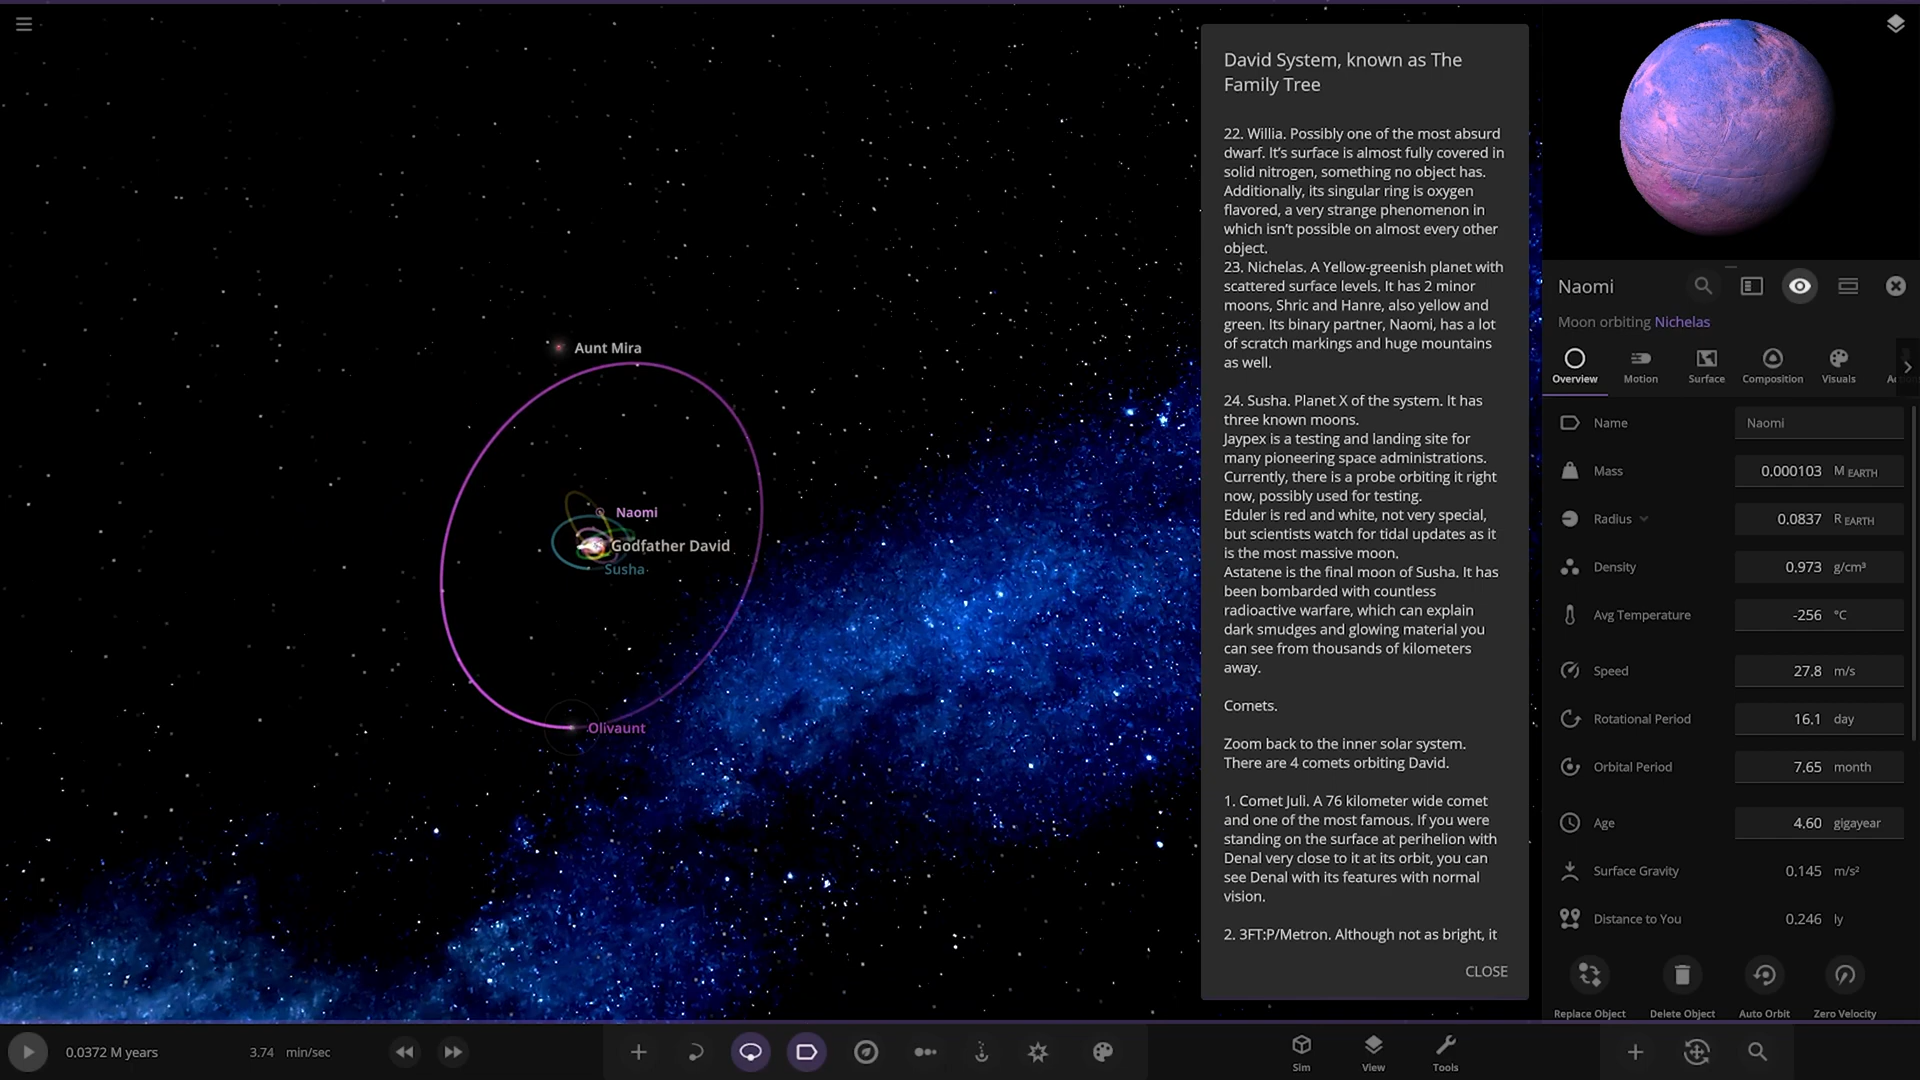 Aunt Mira
Naomi
Godfather David
Susha
Olivaunt
David System, known as The
Family Tree
22. Willia. Possibly one of the most absurd
dwarf. It's surface is almost fully covered in
solid nitrogen, something no object has.
Additionally, its singular ring is oxygen
flavored, a very strange phenomenon in
which isn't possible on almost every other
object.
23. Nichelas. A Yellow-greenish planet with
scattered surface levels. It has 2 minor
moons, Shric and Hanre, also yellow and
green. Its binary partner, Naomi, has a lot
of scratch markings and huge mountains
as well.
24. Susha. Planet X of the system. It has
three known moons.
Jaypex is a testing and landing site for
many pioneering space administrations.
Currently, there is a probe orbiting it right
now, possibly used for testing.
Eduler is red and white, not very special,
but scientists watch for tidal updates as it
is the most massive moon.
Astatene is the final moon of Susha. It has
been bombarded with countless
radioactive warfare, which can explain
dark smudges and glowing material you
can see from thousands of kilometers
away.
Comets.
Zoom back to the inner solar system.
There are 4 comets orbiting David.
1. Comet Juli. A 76 kilometer wide comet
and one of the most famous. If you were
standing on the surface at perihelion with
Denal very close to it at its orbit, you can
see Denal with its features with normal
vision.
2. 3FT:P/Metron. Although not as bright, it
CLOSE
Naomi
Moon orbiting Nichelas
Overview Motion Surface Composition Visuals
Name Naomi
Mass 0.000103 M EARTH
Radius 0.0837 R EARTH
Density 0.973 g/cm³
Avg Temperature -256 °C
Speed 27.8 m/s
Rotational Period 16.1 day
Orbital Period 7.65 month
Age 4.60 gigayear
Surface Gravity 0.145 m/s²
Distance to You 0.246 ly
Replace Object Delete Object Auto Orbit Zero Velocity
0.0372 M years 3.74 min/sec
Sim View Tools